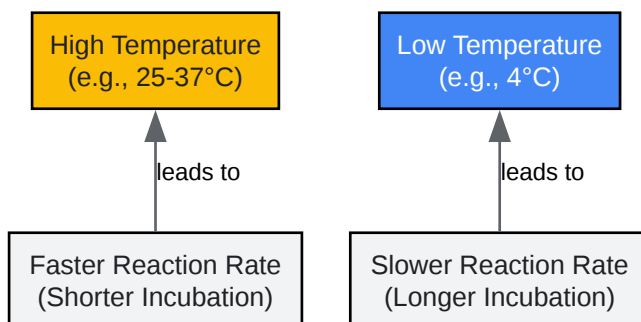 High Temperature
(e.g., 25-37°C)
Low Temperature
(e.g., 4°C)
leads to
leads to
Faster Reaction Rate
(Shorter Incubation)
Slower Reaction Rate
(Longer Incubation)